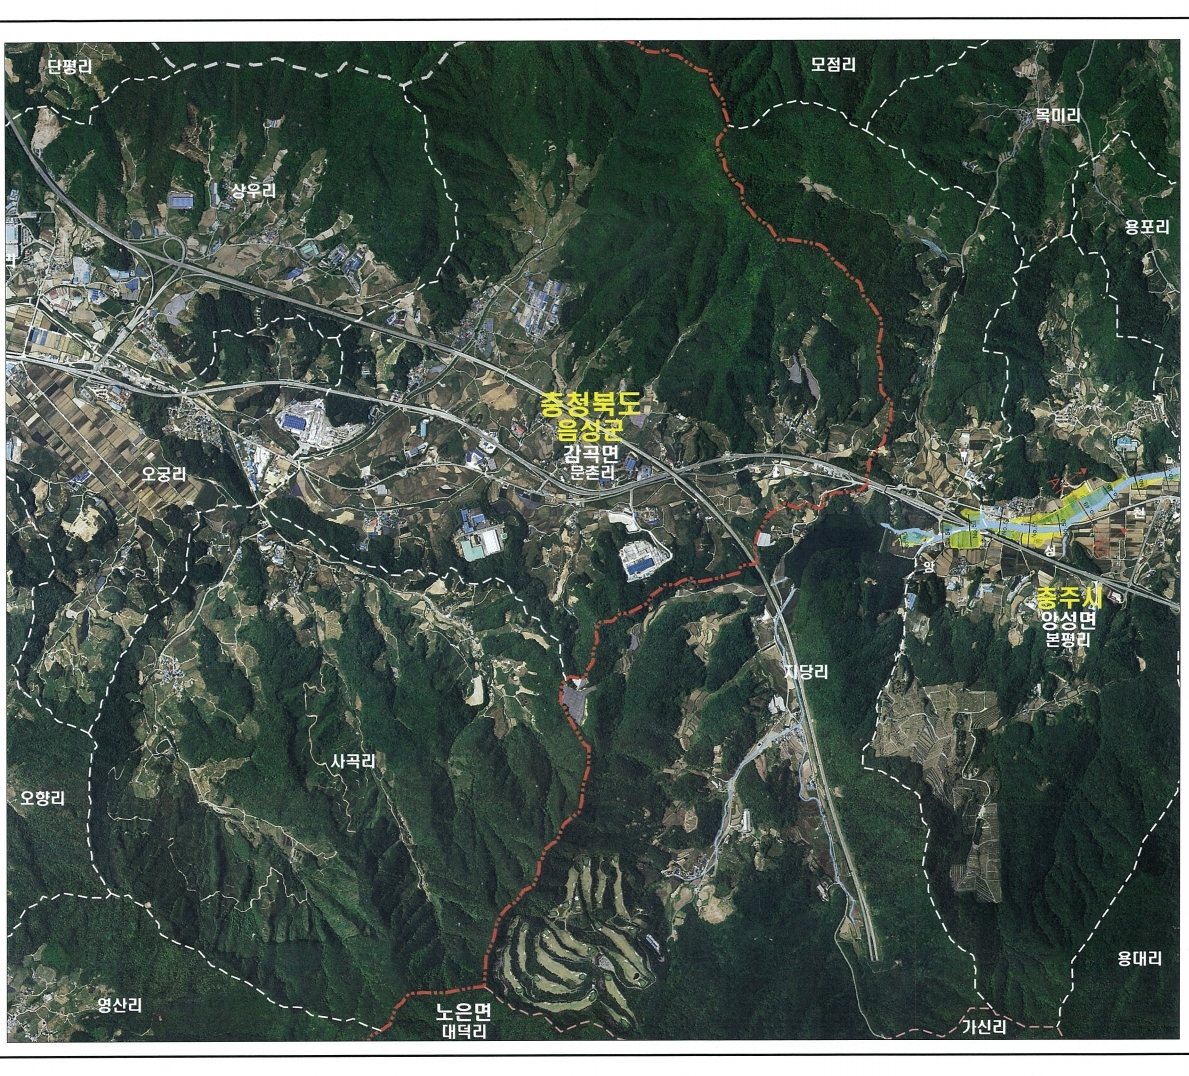 단평리
모점리
목미리
상우리
용포리
충청북도
음성군
감곡면
문촌리
오궁리
천
성
앙
충주시
앙성면
본평리
지당리
사곡리
오향리
용대리
영산리
노은면
대덕리
가신리